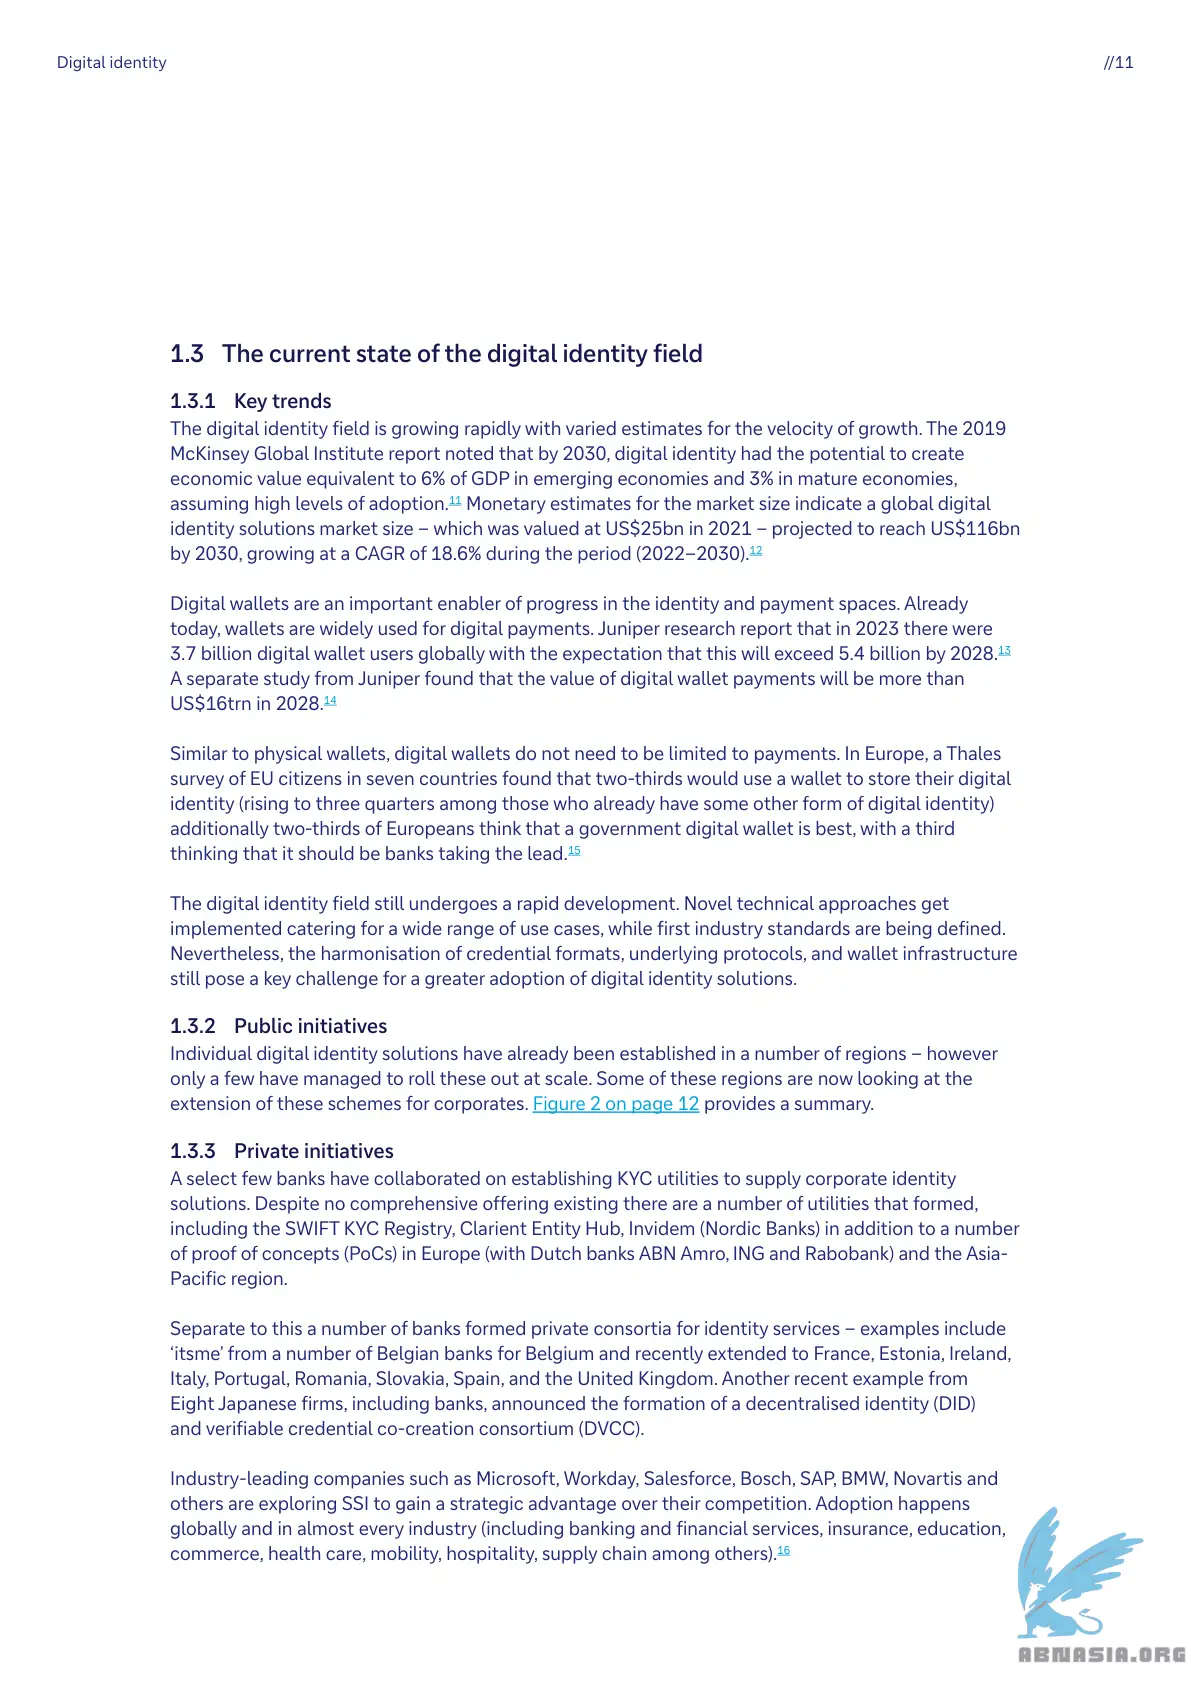 Digital identity
//11
1.3 The current state of the digital identity field
1.3.1 Key trends
The digital identity field is growing rapidly with varied estimates for the velocity of growth. The 2019
McKinsey Global Institute report noted that by 2030, digital identity had the potential to create
economic value equivalent to 6% of GDP in emerging economies and 3% in mature economies,
assuming high levels of adoption.11 Monetary estimates for the market size indicate a global digital
identity solutions market size – which was valued at US$25bn in 2021 – projected to reach US$116bn
by 2030, growing at a CAGR of 18.6% during the period (2022–2030).12
Digital wallets are an important enabler of progress in the identity and payment spaces. Already
today, wallets are widely used for digital payments. Juniper research report that in 2023 there were
3.7 billion digital wallet users globally with the expectation that this will exceed 5.4 billion by 2028.13
A separate study from Juniper found that the value of digital wallet payments will be more than
US$16trn in 2028.14
Similar to physical wallets, digital wallets do not need to be limited to payments. In Europe, a Thales
survey of EU citizens in seven countries found that two-thirds would use a wallet to store their digital
identity (rising to three quarters among those who already have some other form of digital identity)
additionally two-thirds of Europeans think that a government digital wallet is best, with a third
thinking that it should be banks taking the lead.15
The digital identity field still undergoes a rapid development. Novel technical approaches get
implemented catering for a wide range of use cases, while first industry standards are being defined.
Nevertheless, the harmonisation of credential formats, underlying protocols, and wallet infrastructure
still pose a key challenge for a greater adoption of digital identity solutions.
1.3.2 Public initiatives
Individual digital identity solutions have already been established in a number of regions – however
only a few have managed to roll these out at scale. Some of these regions are now looking at the
extension of these schemes for corporates. Figure 2 on page 12 provides a summary.
1.3.3 Private initiatives
A select few banks have collaborated on establishing KYC utilities to supply corporate identity
solutions. Despite no comprehensive offering existing there are a number of utilities that formed,
including the SWIFT KYC Registry, Clarient Entity Hub, Invidem (Nordic Banks) in addition to a number
of proof of concepts (PoCs) in Europe (with Dutch banks ABN Amro, ING and Rabobank) and the Asia-
Pacific region.
Separate to this a number of banks formed private consortia for identity services – examples include
‘itsme’ from a number of Belgian banks for Belgium and recently extended to France, Estonia, Ireland,
Italy, Portugal, Romania, Slovakia, Spain, and the United Kingdom. Another recent example from
Eight Japanese firms, including banks, announced the formation of a decentralised identity (DID)
and verifiable credential co-creation consortium (DVCC).
Industry-leading companies such as Microsoft, Workday, Salesforce, Bosch, SAP, BMW, Novartis and
others are exploring SSI to gain a strategic advantage over their competition. Adoption happens
globally and in almost every industry (including banking and financial services, insurance, education,
commerce, health care, mobility, hospitality, supply chain among others).16
ABNASIA.ORG